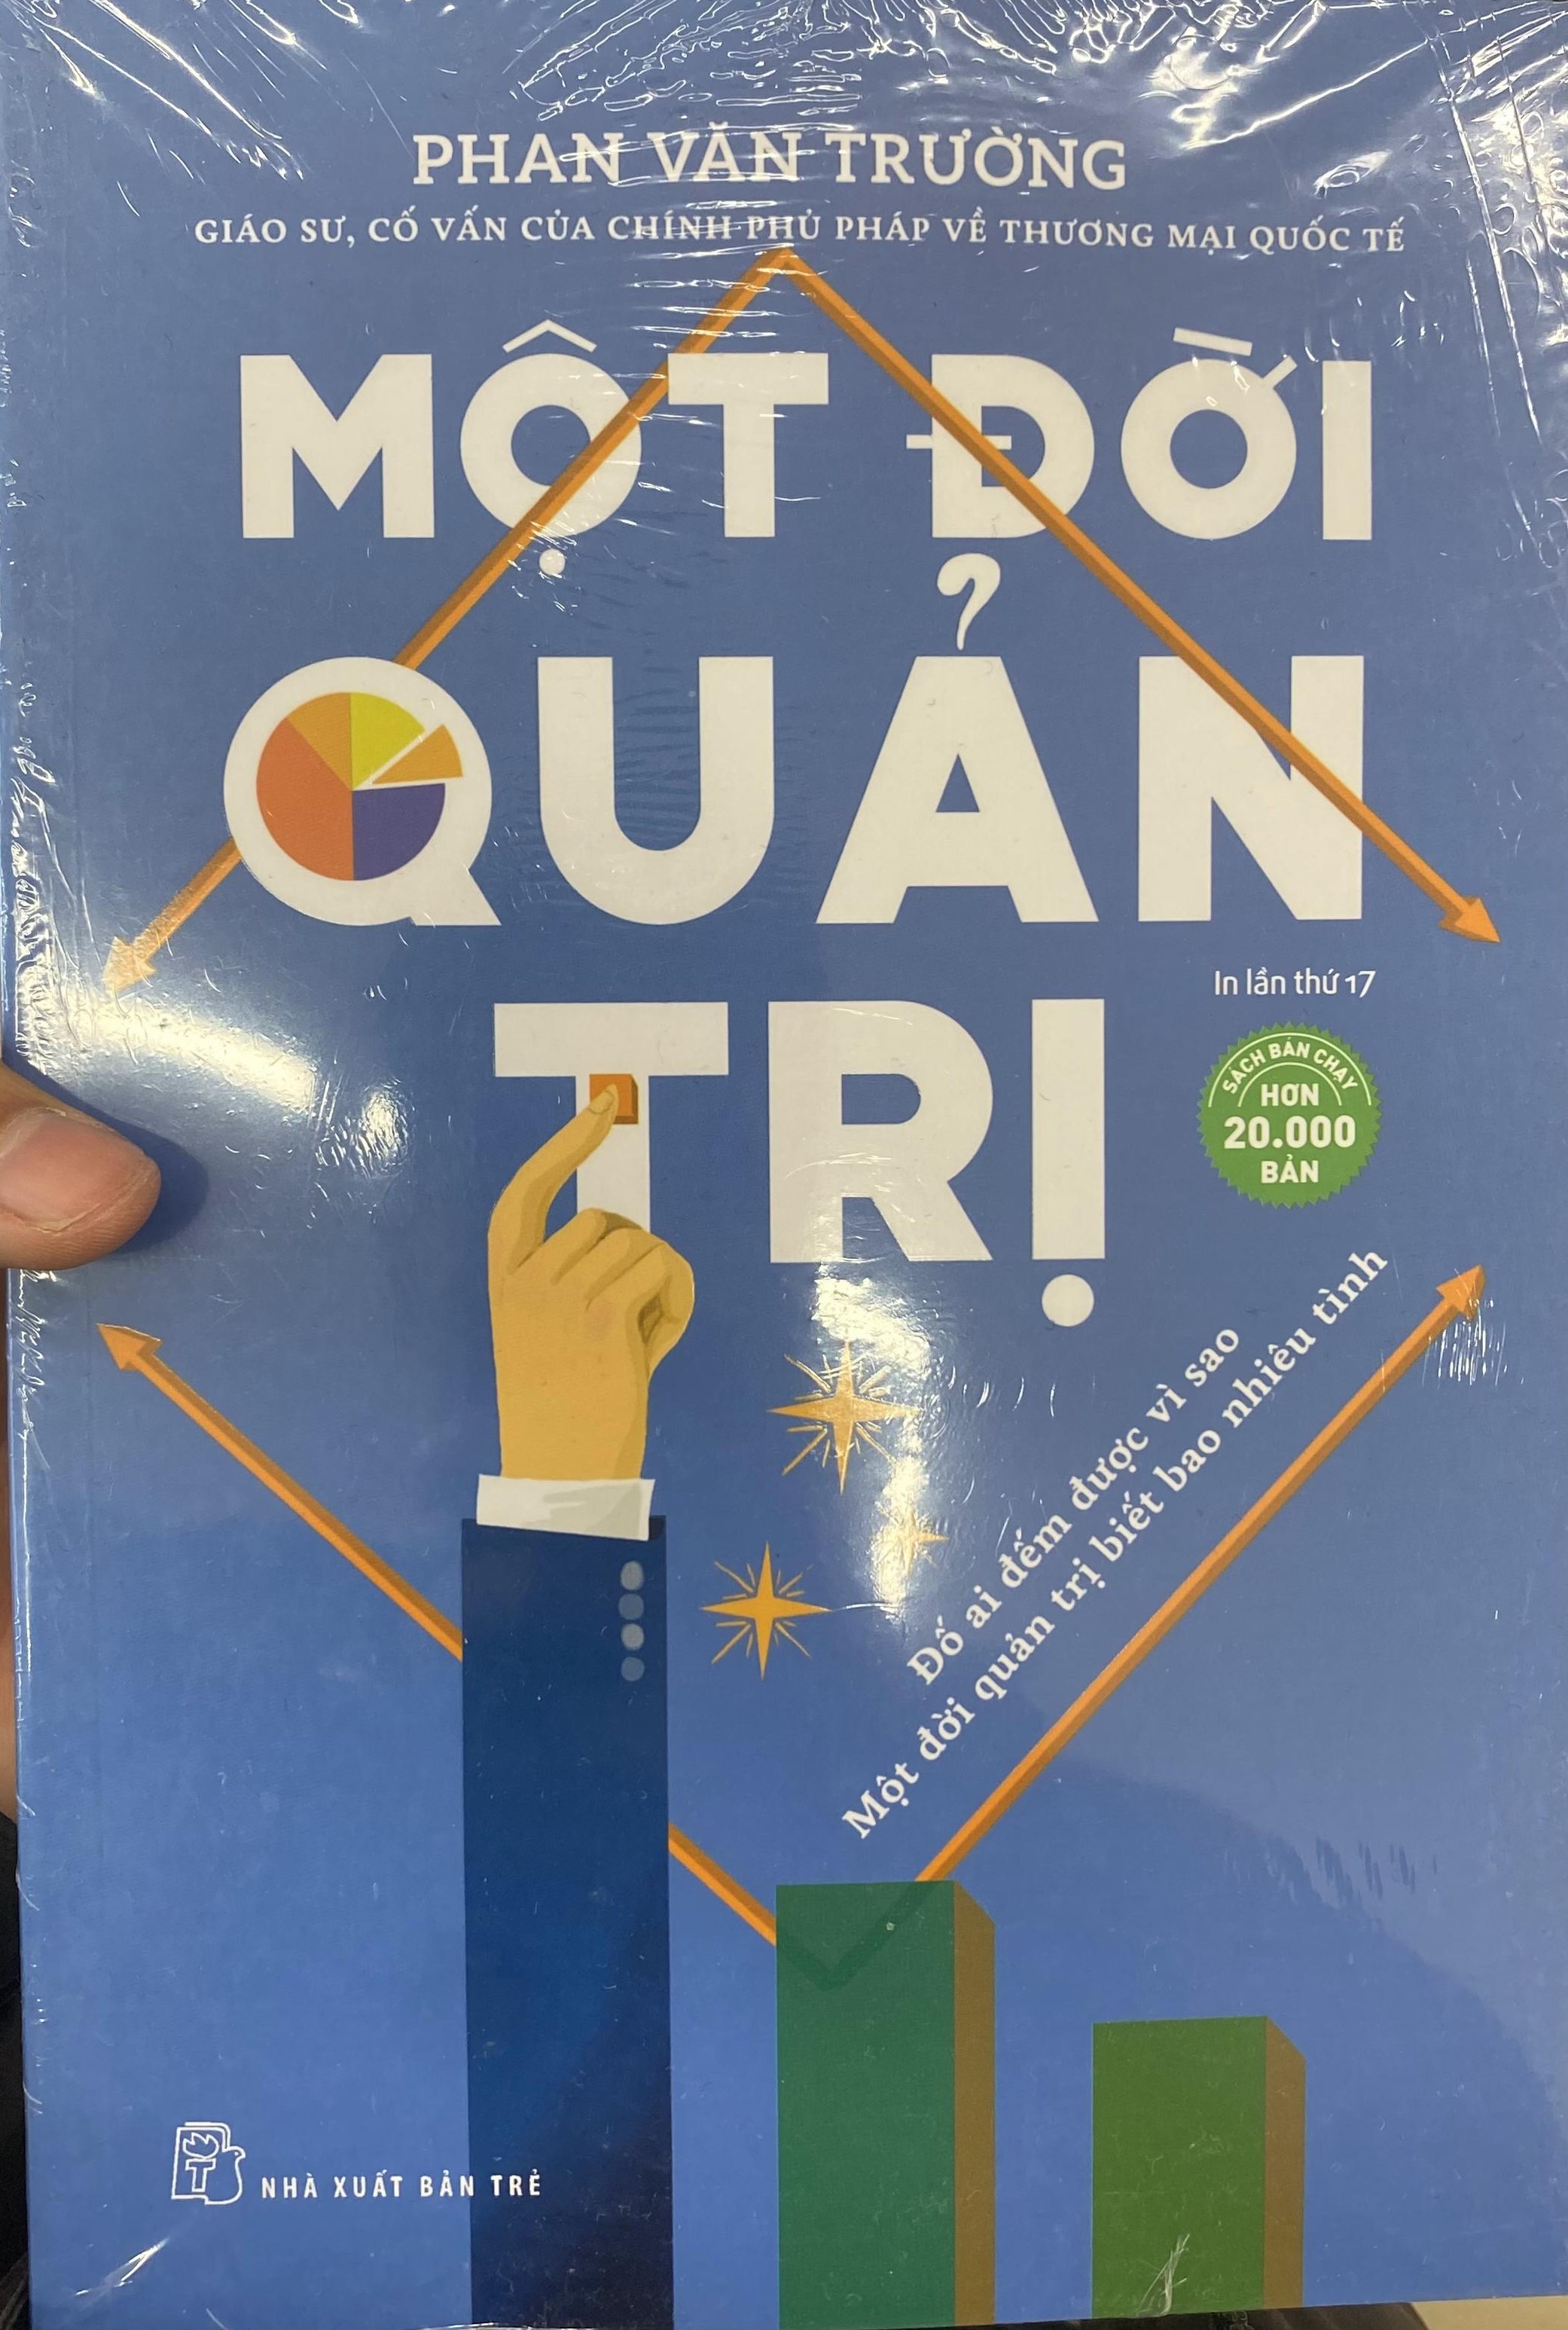 PHAN VĂN TRƯỜNG
GIÁO SƯ, CỐ VẤN CỦA CHÍNH PHỦ PHÁP VỀ THƯƠNG MẠI QUỐC TẾ
MỘT ĐỜI
QUẢN
TRỊ
In lần thứ 17
SÁCH BÁN CHẠY
HƠN
20.000
BẢN
Đố ai đếm được vì sao
Một đời quản trị biết bao nhiêu tình
NHÀ XUẤT BẢN TRẺ